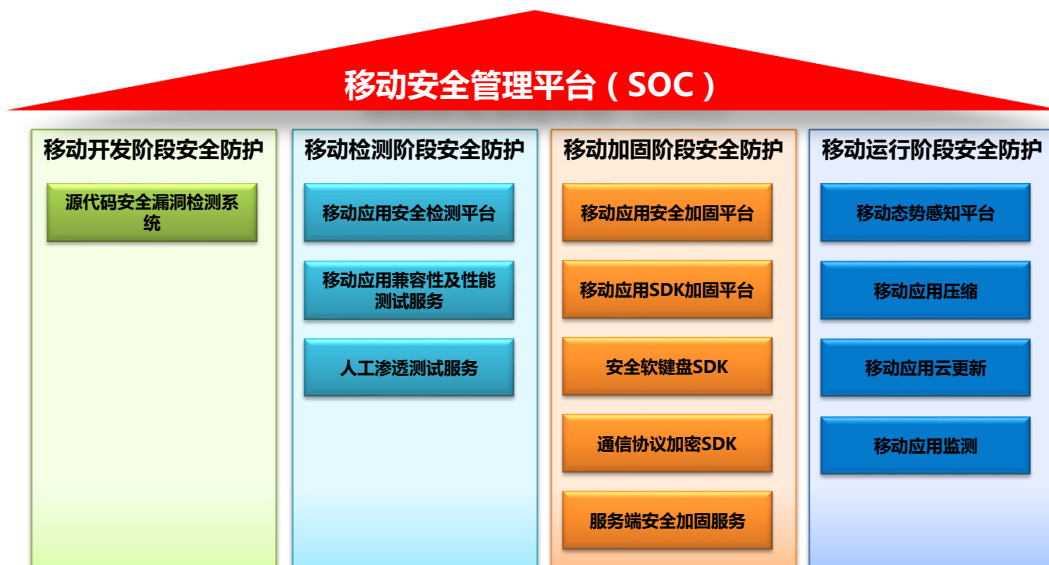 移动安全管理平台（SOC）
移动开发阶段安全防护
源代码安全漏洞检测系
统
移动检测阶段安全防护
移动应用安全检测平台
移动应用兼容性及性能
测试服务
人工渗透测试服务
移动加固阶段安全防护
移动应用安全加固平台
移动应用SDK加固平台
安全软键盘SDK
通信协议加密SDK
服务端安全加固服务
移动运行阶段安全防护
移动态势感知平台
移动应用压缩
移动应用云更新
移动应用监测